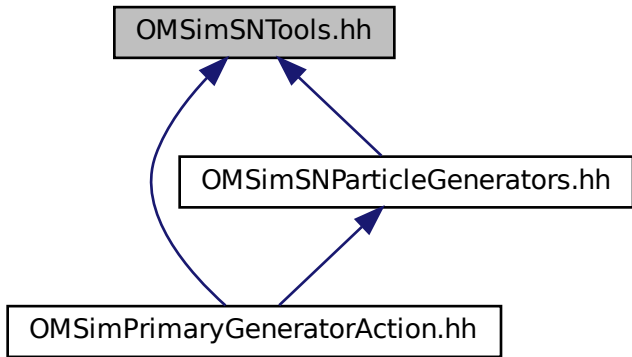 OMSimSNTools.hh
OMSimSNParticleGenerators.hh
OMSimPrimaryGeneratorAction.hh